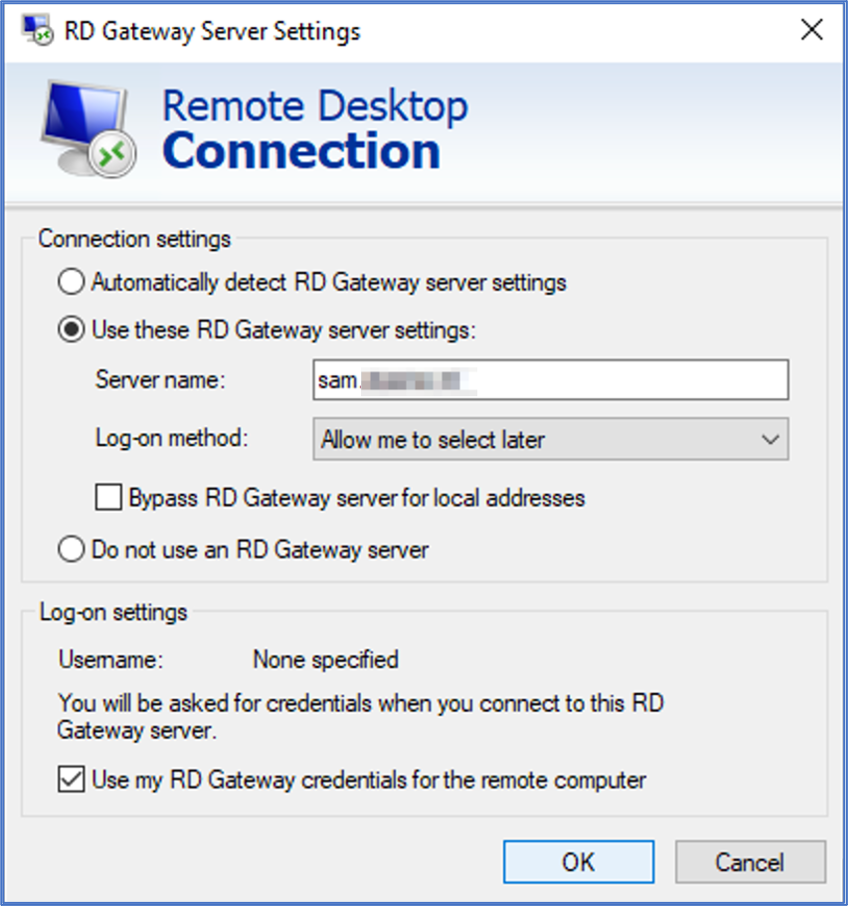 RD Gateway Server Settings
Remote Desktop
Connection
Connection settings
Automatically detect RD Gateway server settings
Use these RD Gateway server settings:
Server name:
sam.
Log-on method:
Allow me to select later
Bypass RD Gateway server for local addresses
Do not use an RD Gateway server
Log-on settings
Username:
None specified
You will be asked for credentials when you connect to this RD
Gateway server.
Use my RD Gateway credentials for the remote computer
OK
Cancel